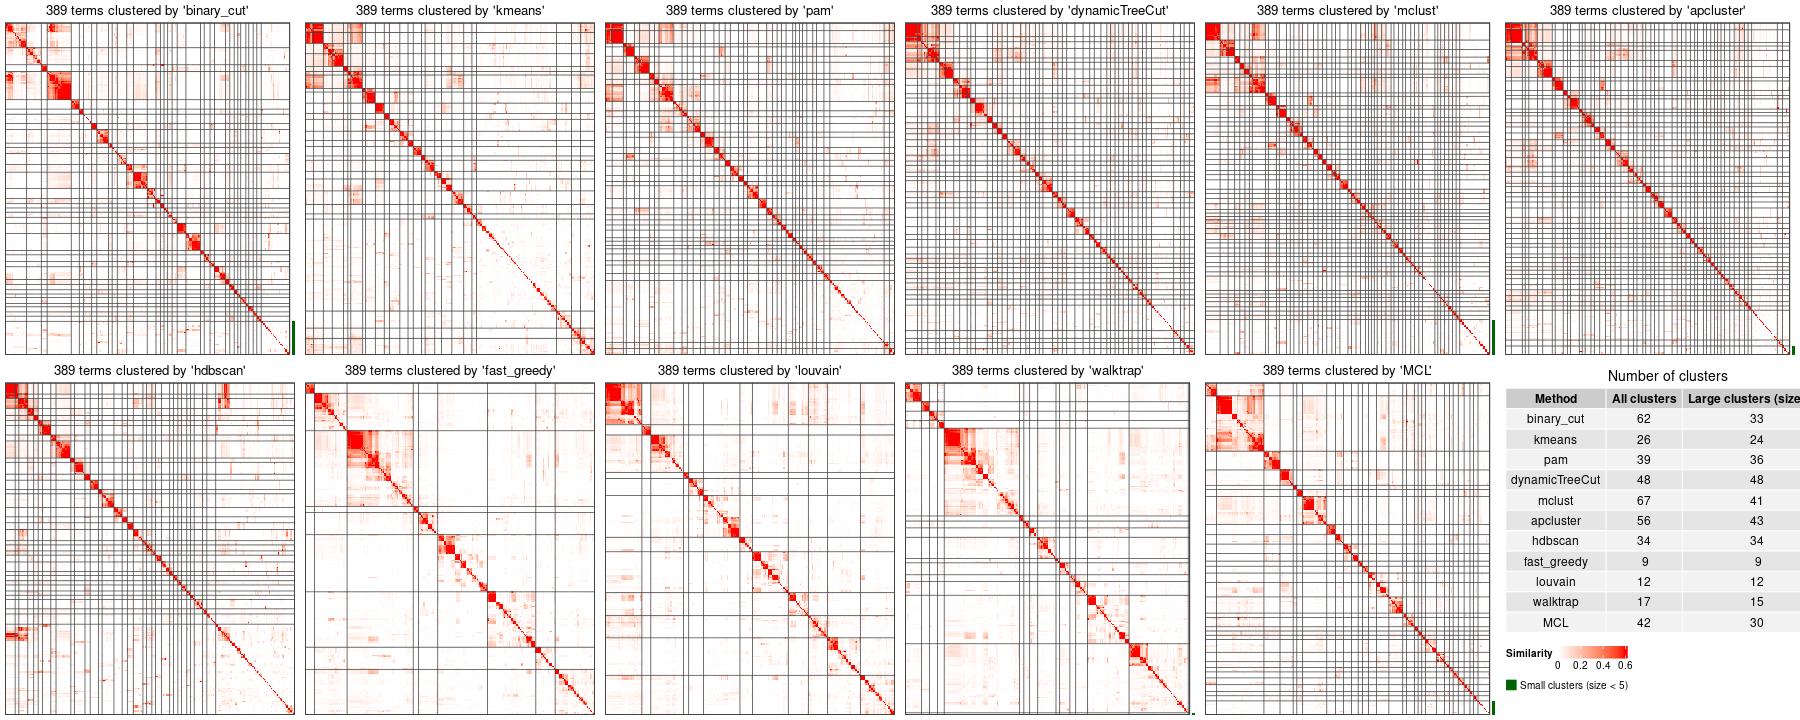 389 terms clustered by 'binary_cut'
389 terms clustered by 'kmeans'
389 terms clustered by 'pam'
389 terms clustered by 'dynamicTreeCut'
389 terms clustered by 'mclust'
389 terms clustered by 'apcluster'
389 terms clustered by 'hdbscan'
389 terms clustered by 'fast_greedy'
389 terms clustered by 'louvain'
389 terms clustered by 'walktrap'
389 terms clustered by 'MCL'
Number of clusters
Method All clusters Large clusters (size
binary_cut 62 33
kmeans 26 24
pam 39 36
dynamicTreeCut 48 48
mclust 67 41
apcluster 56 43
hdbscan 34 34
fast_greedy 9 9
louvain 12 12
walktrap 17 15
MCL 42 30
Similarity
0 0.2 0.4 0.6
Small clusters (size < 5)